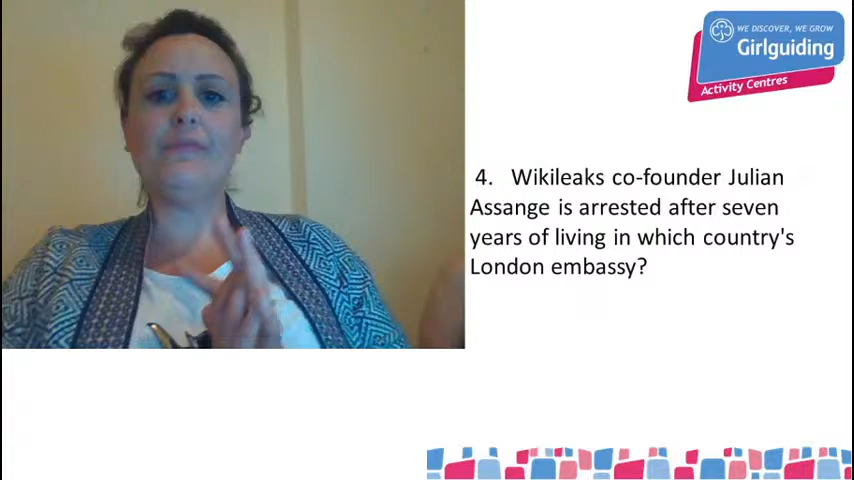 WE DISCOVER, WE GROW
Girlguiding
Activity Centres
4. Wikileaks co-founder Julian
Assange is arrested after seven
years of living in which country's
London embassy?